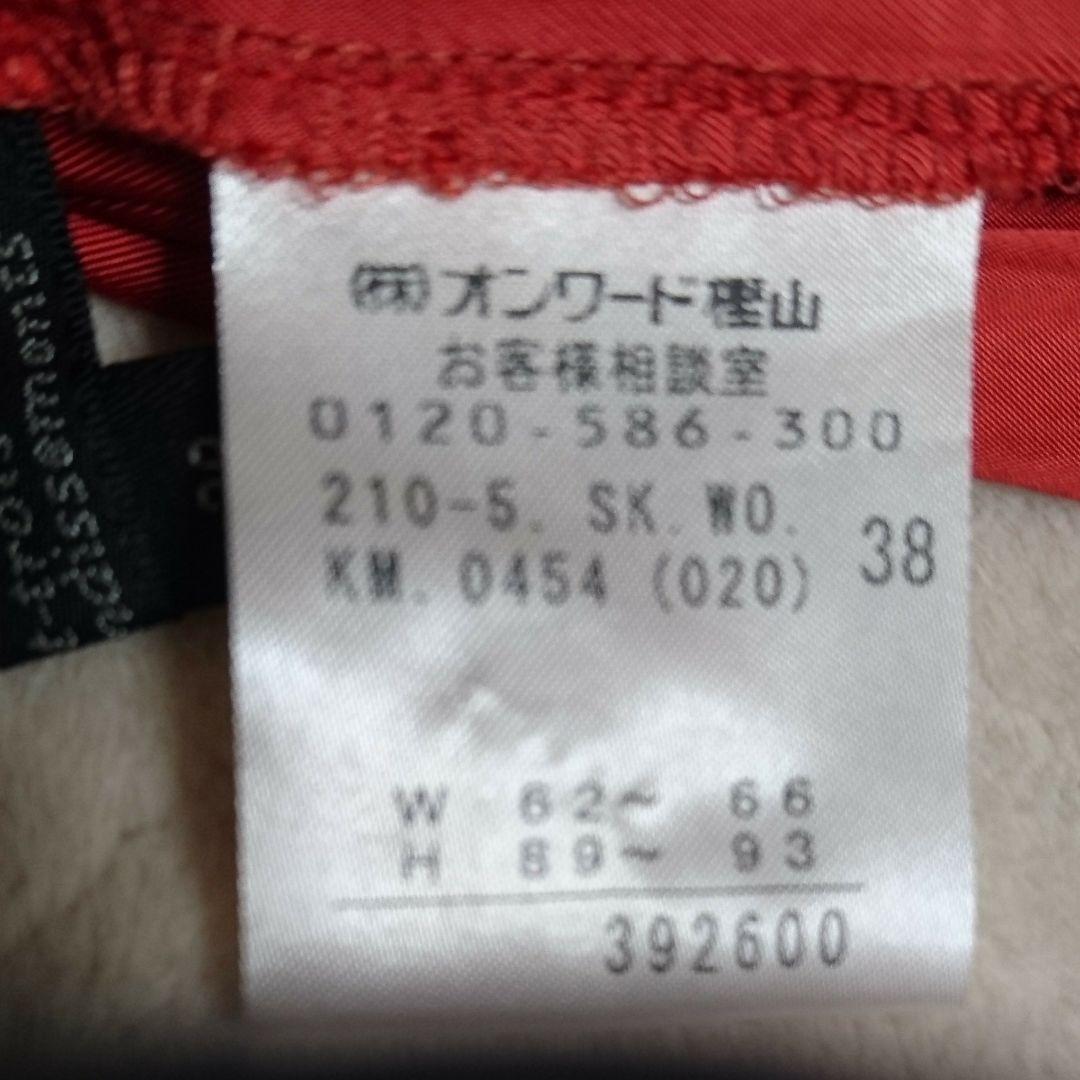 ㈱オンワード樫山
お客様相談室
0120-586-300
210-5. SK. WO.
KM. 0454 (020) 38
W 62~ 66
H 89~ 93
392600